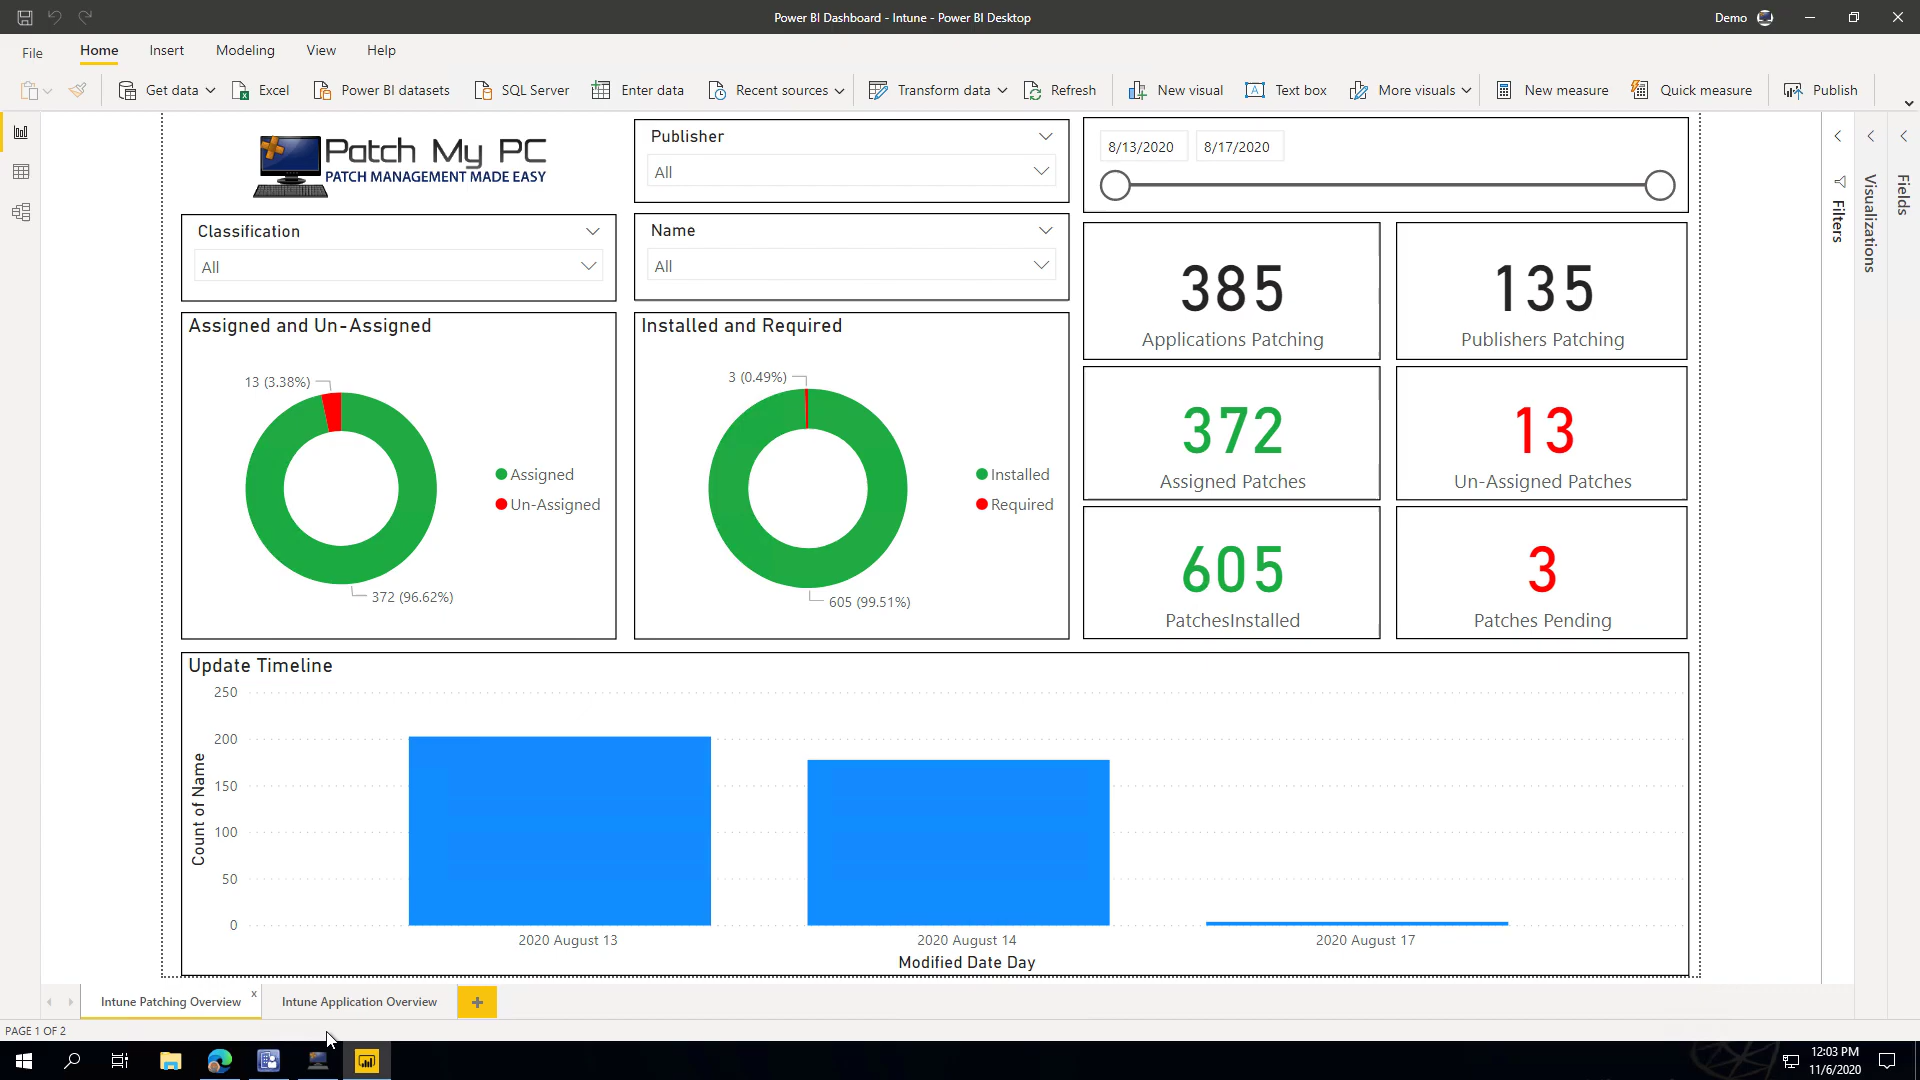 Power BI Dashboard - Intune - Power BI Desktop
Demo
File
Home
Insert
Modeling
View
Help
Get data
Excel
Power BI datasets
SQL Server
Enter data
Recent sources
Transform data
Refresh
New visual
Text box
More visuals
New measure
Quick measure
Publish
Patch My PC
PATCH MANAGEMENT MADE EASY
Publisher
All
8/13/2020
8/17/2020
Classification
All
Name
All
385
Applications Patching
135
Publishers Patching
Assigned and Un-Assigned
13 (3.38%)
372 (96.62%)
Assigned
Un-Assigned
Installed and Required
3 (0.49%)
605 (99.51%)
Installed
Required
372
Assigned Patches
13
Un-Assigned Patches
605
PatchesInstalled
3
Patches Pending
Update Timeline
250
200
150
100
50
0
Count of Name
2020 August 13
2020 August 14
2020 August 17
Modified Date Day
Filters
Visualizations
Fields
Intune Patching Overview
x
Intune Application Overview
+
PAGE 1 OF 2
12:03 PM
11/6/2020